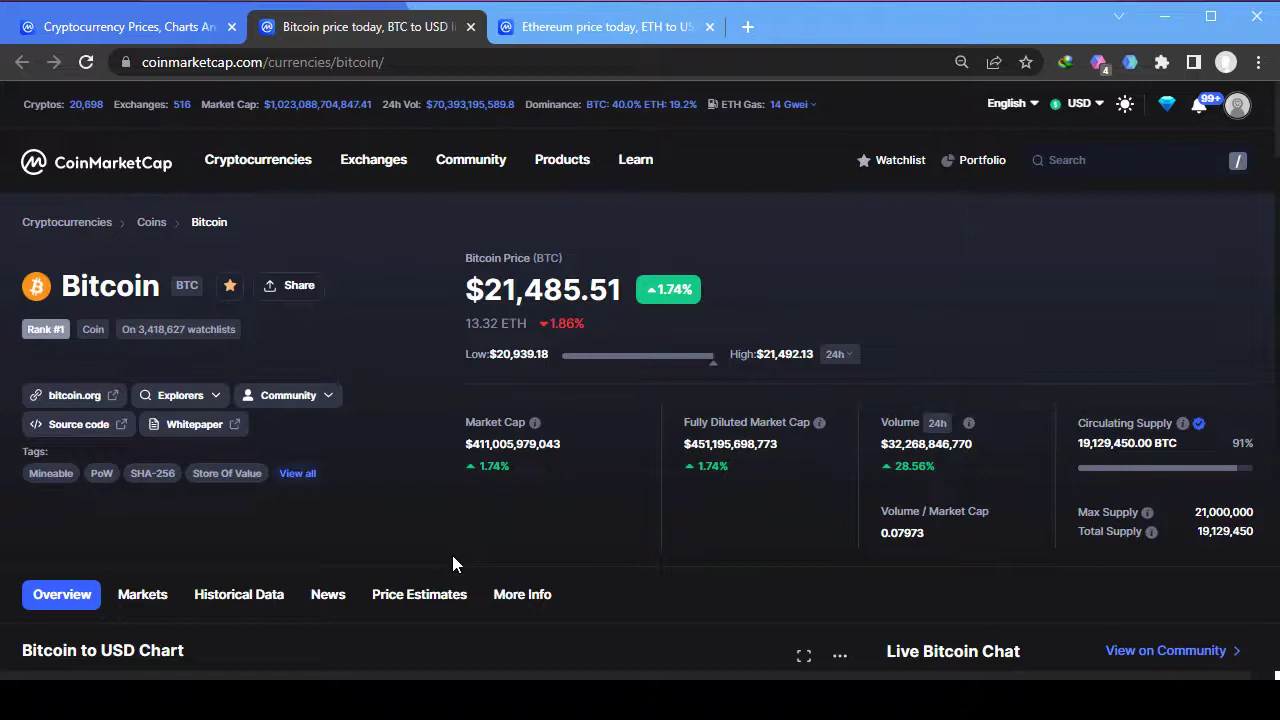 Cryptocurrency Prices, Charts An
Bitcoin price today, BTC to USD li
Ethereum price today, ETH to US
coinmarketcap.com/currencies/bitcoin/
4
Cryptos: 20,698 Exchanges: 516 Market Cap: $1,023,088,704,847.41 24h Vol: $70,393,195,589.8 Dominance: BTC: 40.0% ETH: 19.2% ETH Gas: 14 Gwei
English USD 99+
CoinMarketCap Cryptocurrencies Exchanges Community Products Learn Watchlist Portfolio Search /
Cryptocurrencies Coins Bitcoin
Bitcoin Price (BTC)
Bitcoin BTC Share
$21,485.51 1.74%
13.32 ETH 1.86%
Rank #1 Coin On 3,418,627 watchlists
Low:$20,939.18 High:$21,492.13 24h
bitcoin.org Explorers Community
Source code Whitepaper
Tags:
Mineable PoW SHA-256 Store Of Value View all
Market Cap
$411,005,979,043
1.74%
Fully Diluted Market Cap
$451,195,698,773
1.74%
Volume 24h
$32,268,846,770
28.56%
Volume / Market Cap
0.07973
Circulating Supply
19,129,450.00 BTC 91%
Max Supply 21,000,000
Total Supply 19,129,450
Overview Markets Historical Data News Price Estimates More Info
Bitcoin to USD Chart
Live Bitcoin Chat View on Community